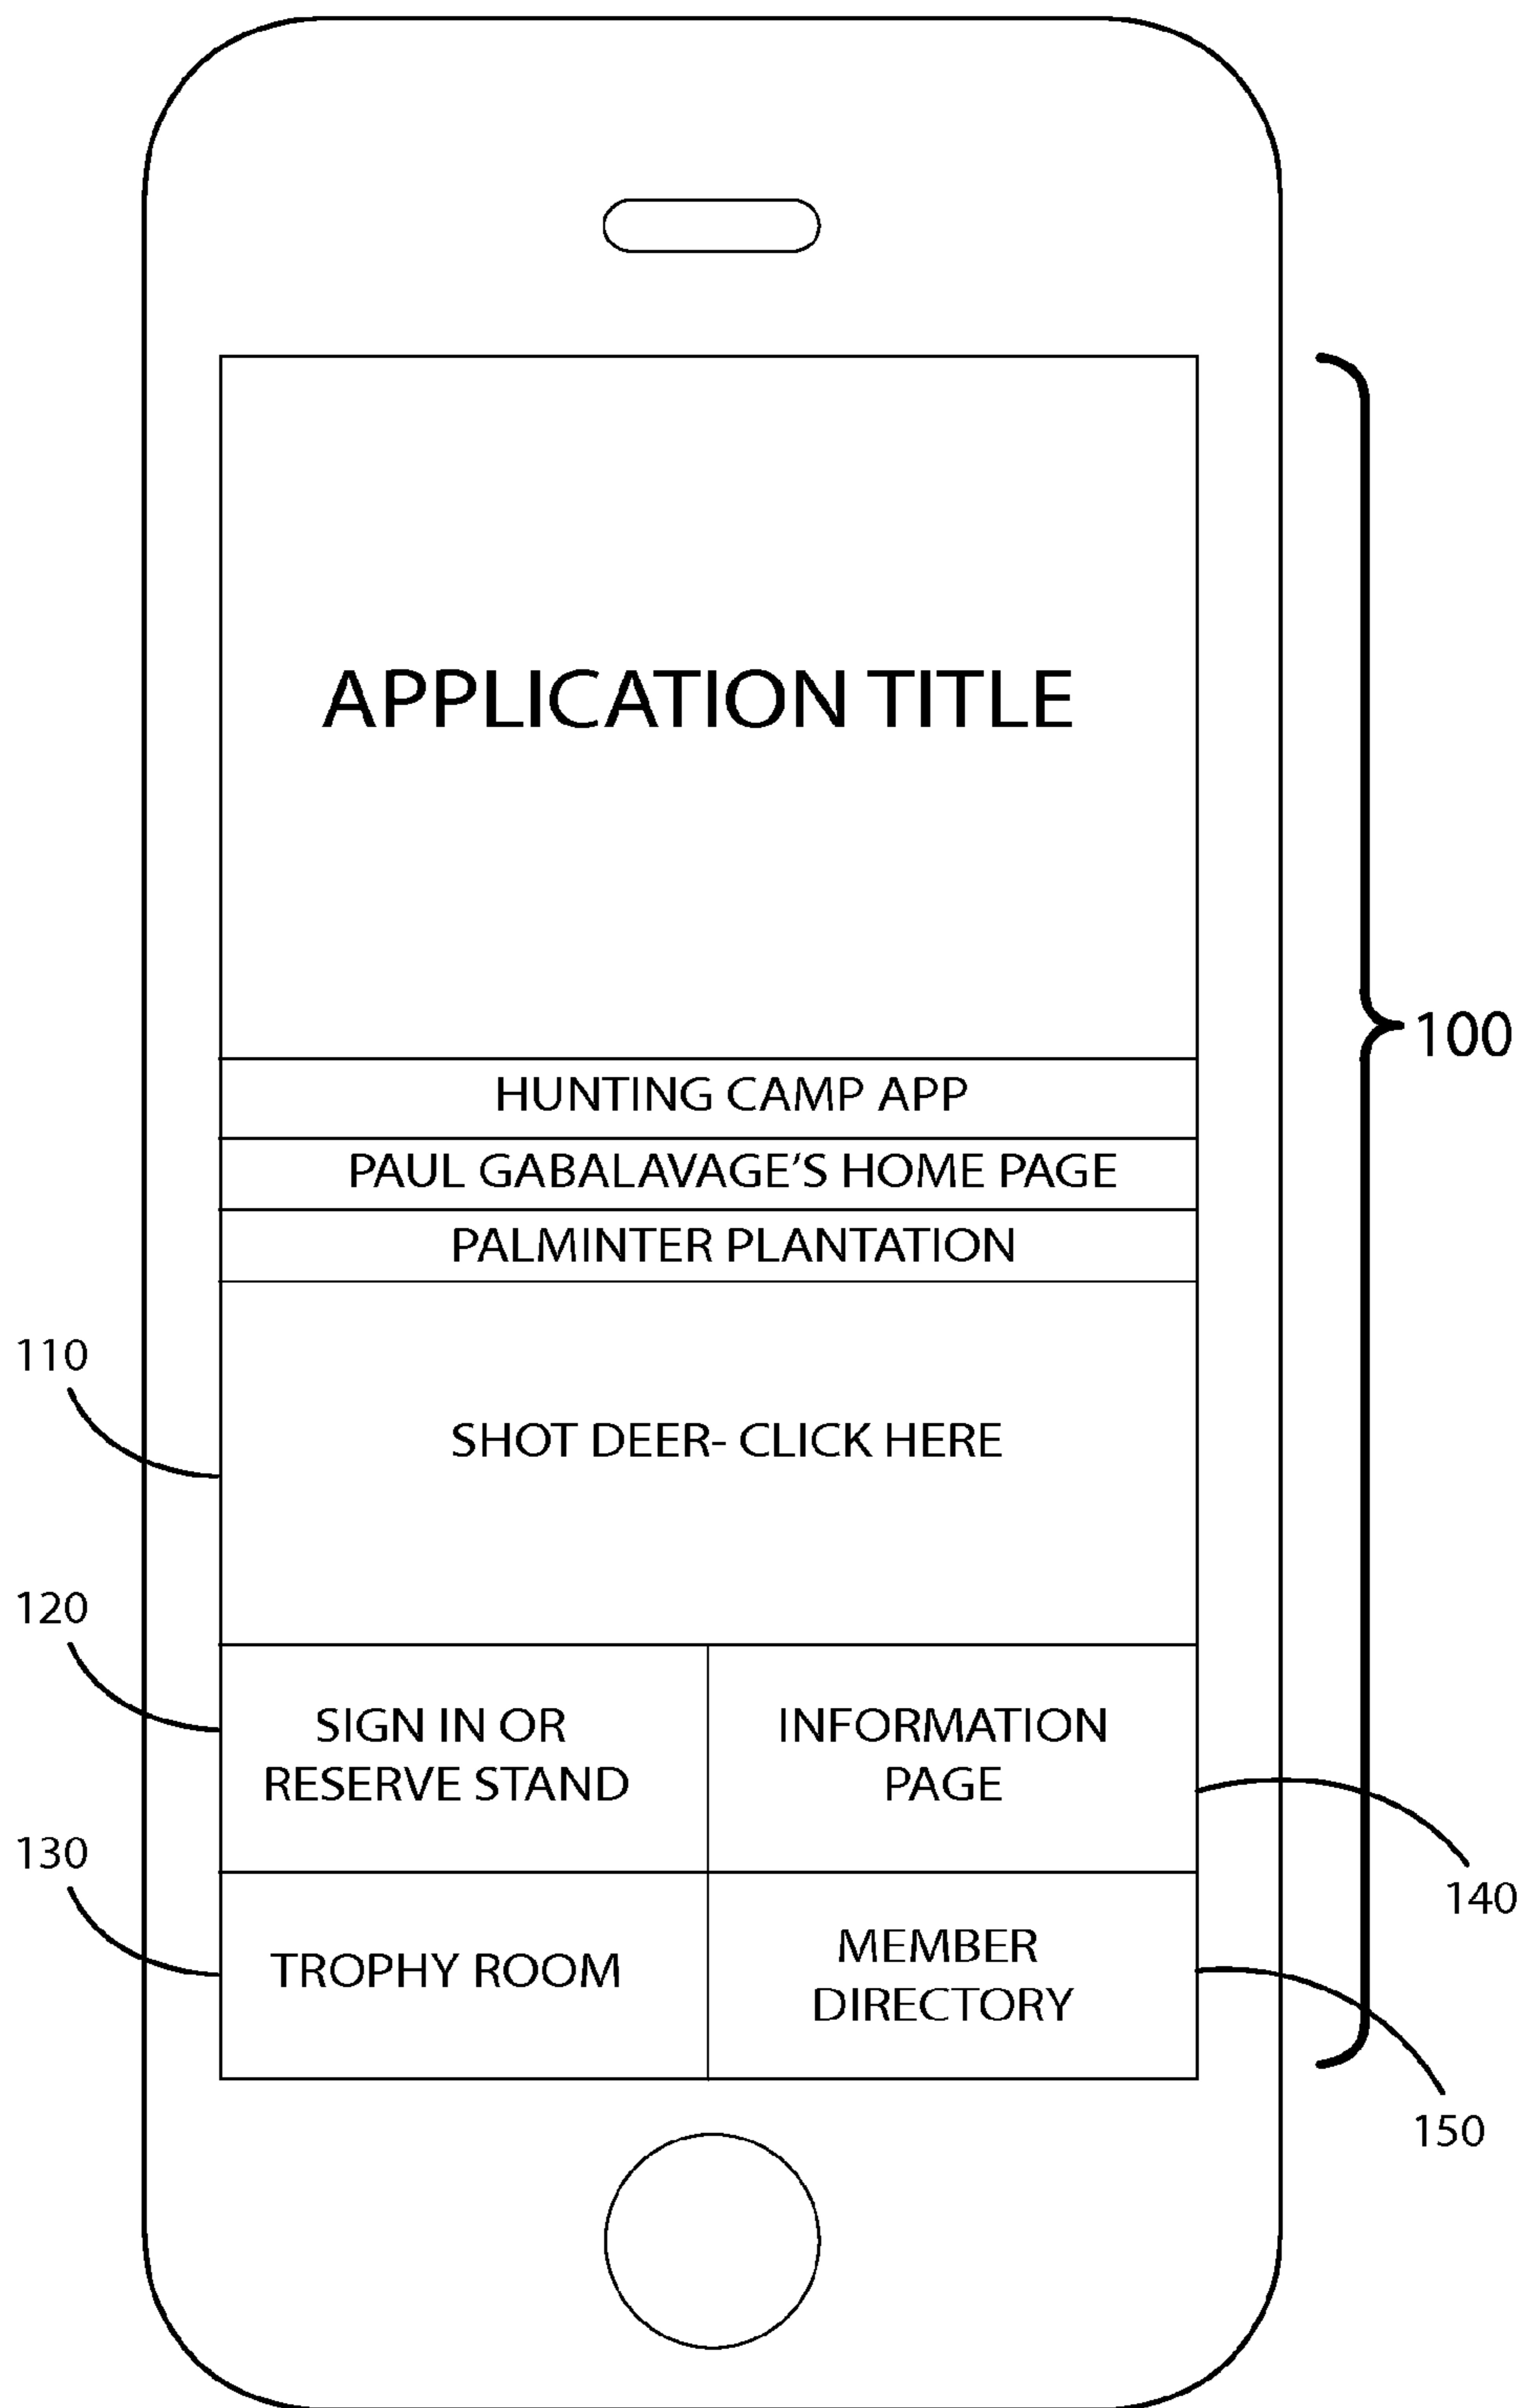 APPLICATION TITLE
100
HUNTING CAMP APP
PAUL GABALAVAGE'S HOME PAGE
PALMINTER PLANTATION
110
SHOT DEER- CLICK HERE
120
SIGN IN OR
RESERVE STAND
INFORMATION
PAGE
140
130
TROPHY ROOM
MEMBER
DIRECTORY
150